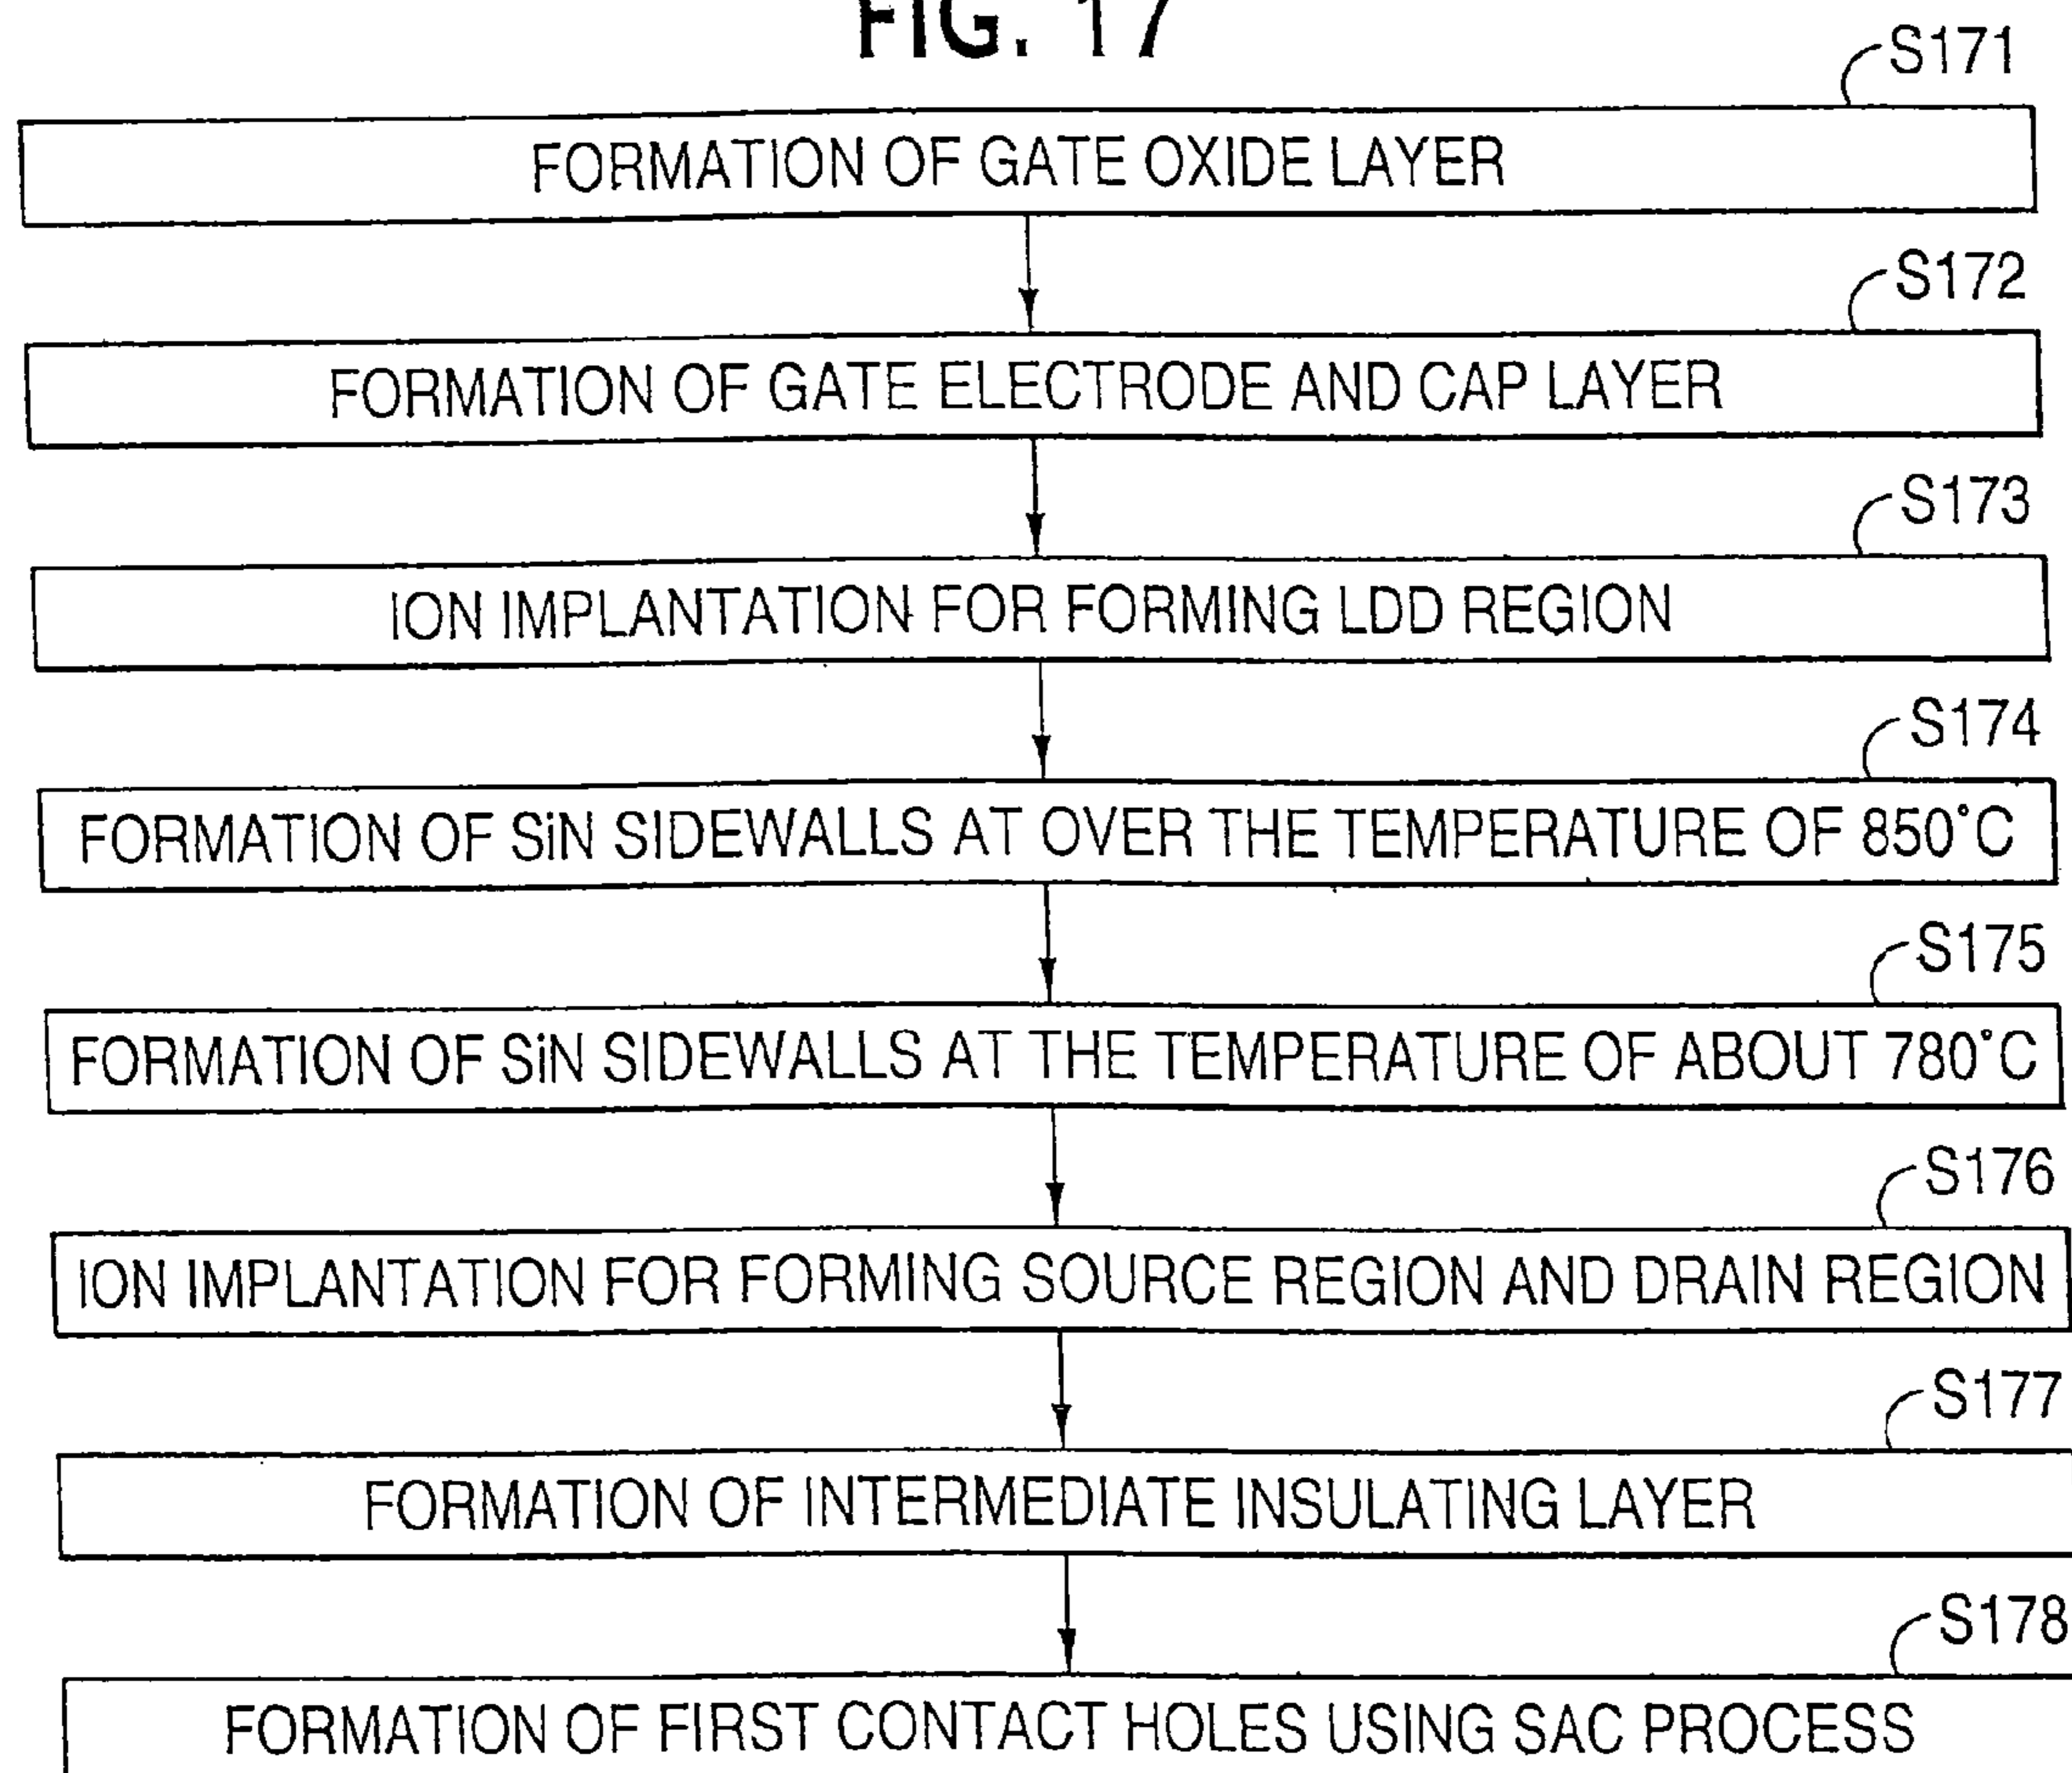 FIG. 17
S171
FORMATION OF GATE OXIDE LAYER
S172
FORMATION OF GATE ELECTRODE AND CAP LAYER
S173
ION IMPLANTATION FOR FORMING LDD REGION
S174
FORMATION OF SiN SIDEWALLS AT OVER THE TEMPERATURE OF 850°C
S175
FORMATION OF SiN SIDEWALLS AT THE TEMPERATURE OF ABOUT 780°C
S176
ION IMPLANTATION FOR FORMING SOURCE REGION AND DRAIN REGION
S177
FORMATION OF INTERMEDIATE INSULATING LAYER
S178
FORMATION OF FIRST CONTACT HOLES USING SAC PROCESS